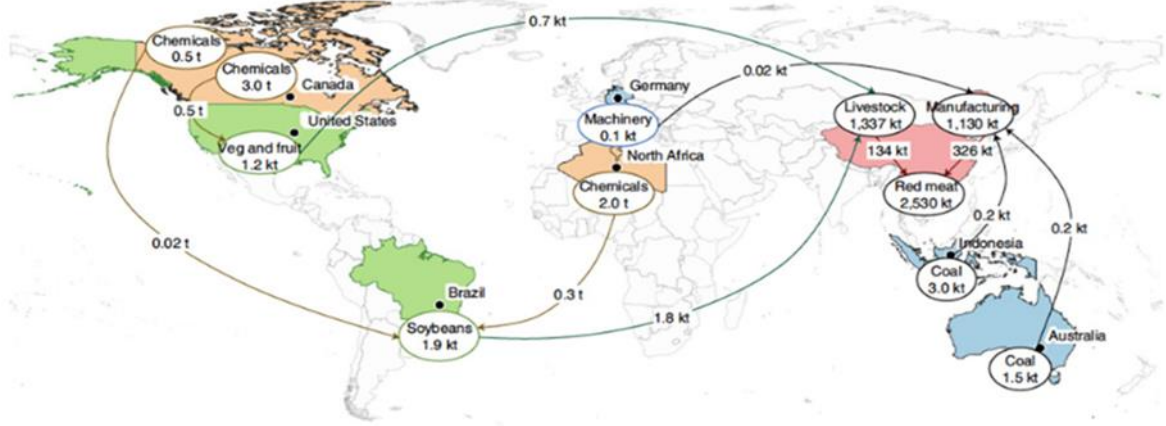 Chemicals
0.5 t
0.7 kt
Chemicals
3.0 t
Canada
0.5 t
United States
Veg and fruit
1.2 kt
0.02 kt
Germany
Machinery
0.1 kt
North Africa
Chemicals
2.0 t
Livestock
1,337 kt
Manufacturing
1,130 kt
134 kt
326 kt
Red meat
2,530 kt
0.02 t
0.3 t
1.8 kt
0.2 kt
0.2 kt
Indonesia
Coal
3.0 kt
Brazil
Soybeans
1.9 kt
Australia
Coal
1.5 kt